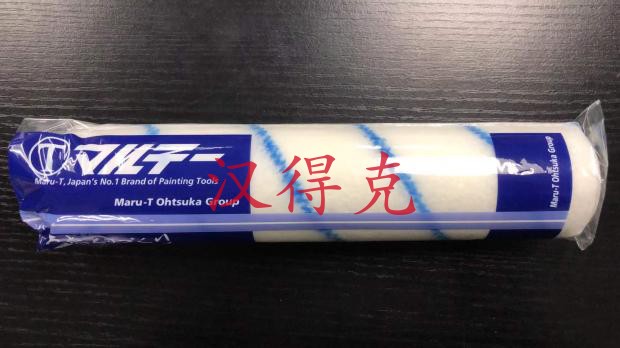 T マルテー
Maru-T, Japan's No.1 Brand of Painting Tools
Maru-T Ohtsuka Group
汉得克
Maru-T Ohtsuka Group